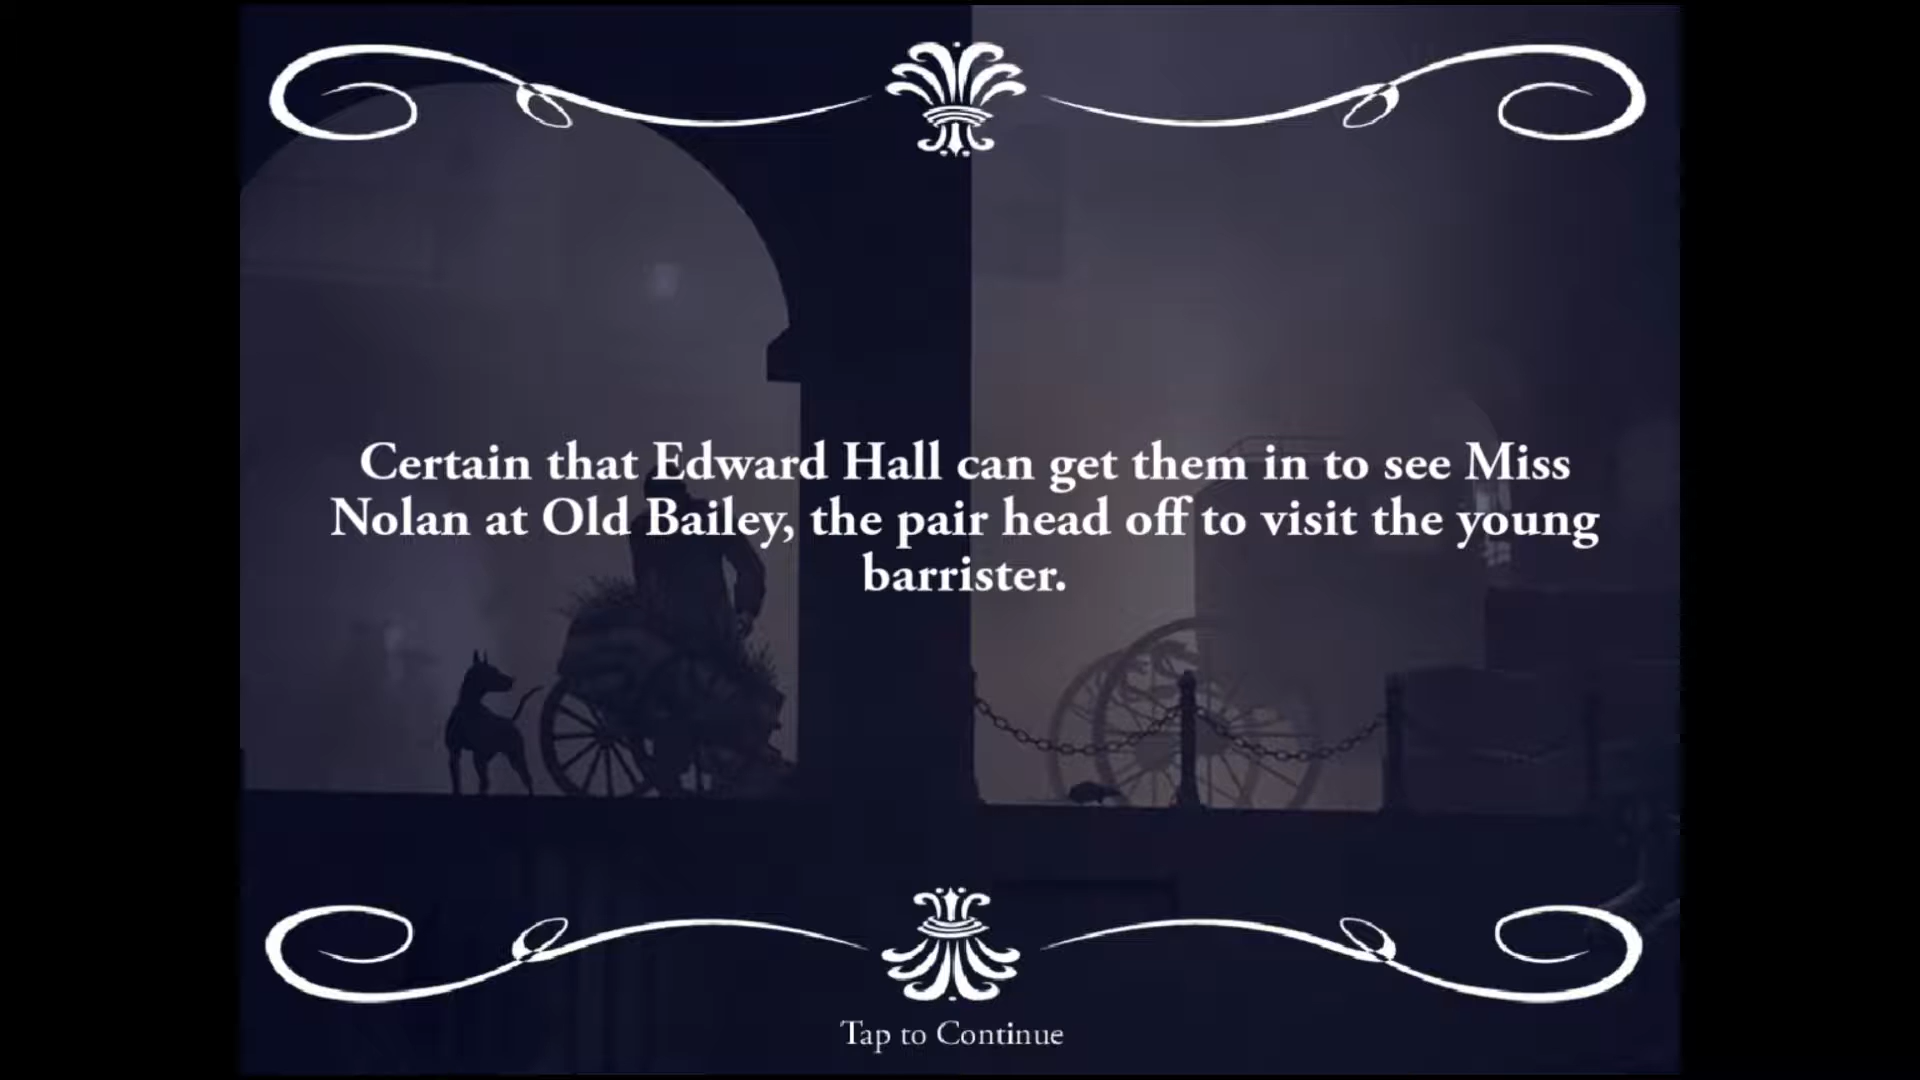 Certain that Edward Hall can get them in to see Miss
Nolan at Old Bailey, the pair head off to visit the young
barrister.
Tap to Continue